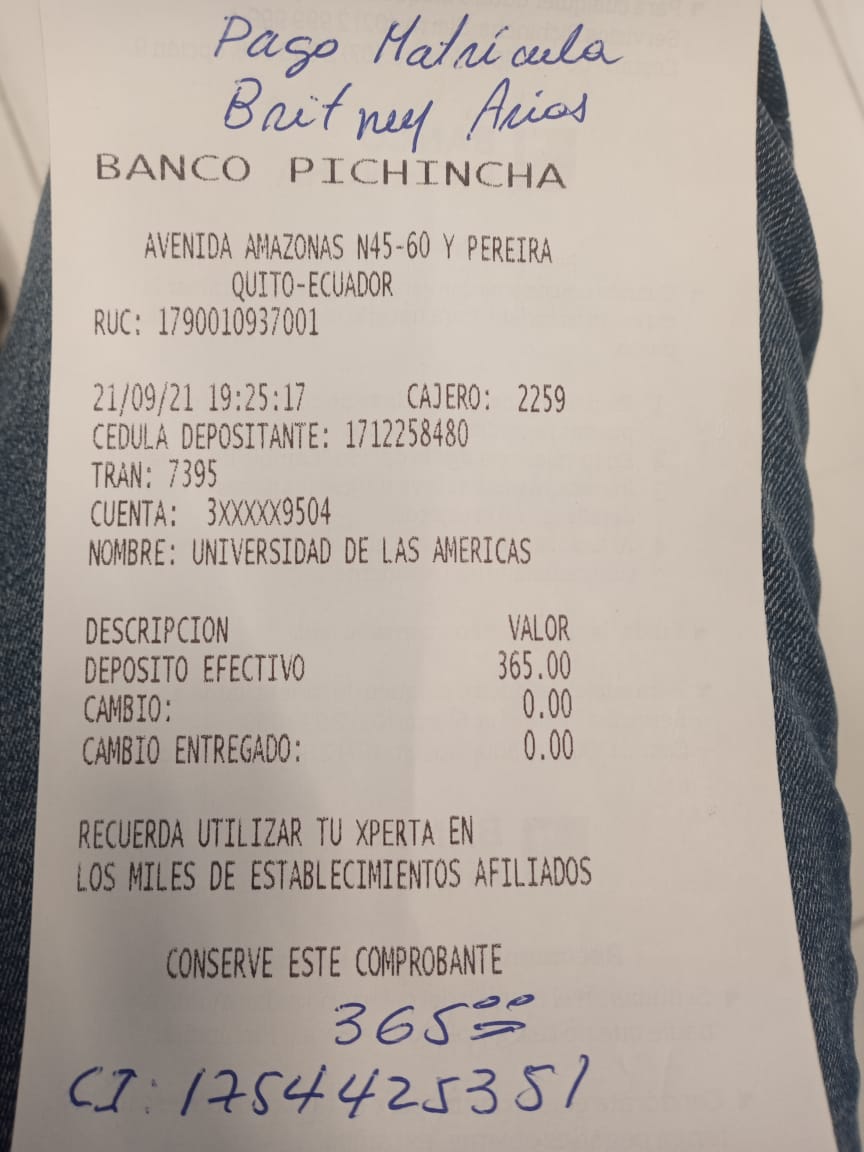 Pago Matrícula
Britney Arias
BANCO PICHINCHA
AVENIDA AMAZONAS N45-60 Y PEREIRA
QUITO-ECUADOR
RUC: 1790010937001
21/09/21 19:25:17 CAJERO: 2259
CEDULA DEPOSITANTE: 1712258480
TRAN: 7395
CUENTA: 3XXXXX9504
NOMBRE: UNIVERSIDAD DE LAS AMERICAS
DESCRIPCION VALOR
DEPOSITO EFECTIVO 365.00
CAMBIO: 0.00
CAMBIO ENTREGADO: 0.00
RECUERDA UTILIZAR TU XPERTA EN
LOS MILES DE ESTABLECIMIENTOS AFILIADOS
CONSERVE ESTE COMPROBANTE
36500
CI: 1754425351